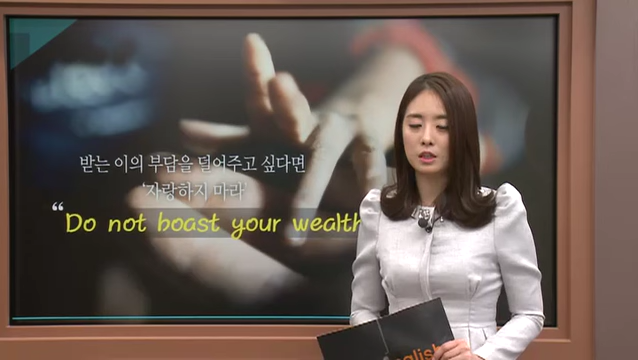 받는 이의 부담을 덜어주고 싶다면
'자랑하지 마라'
“Do not boast your wealth
nglish